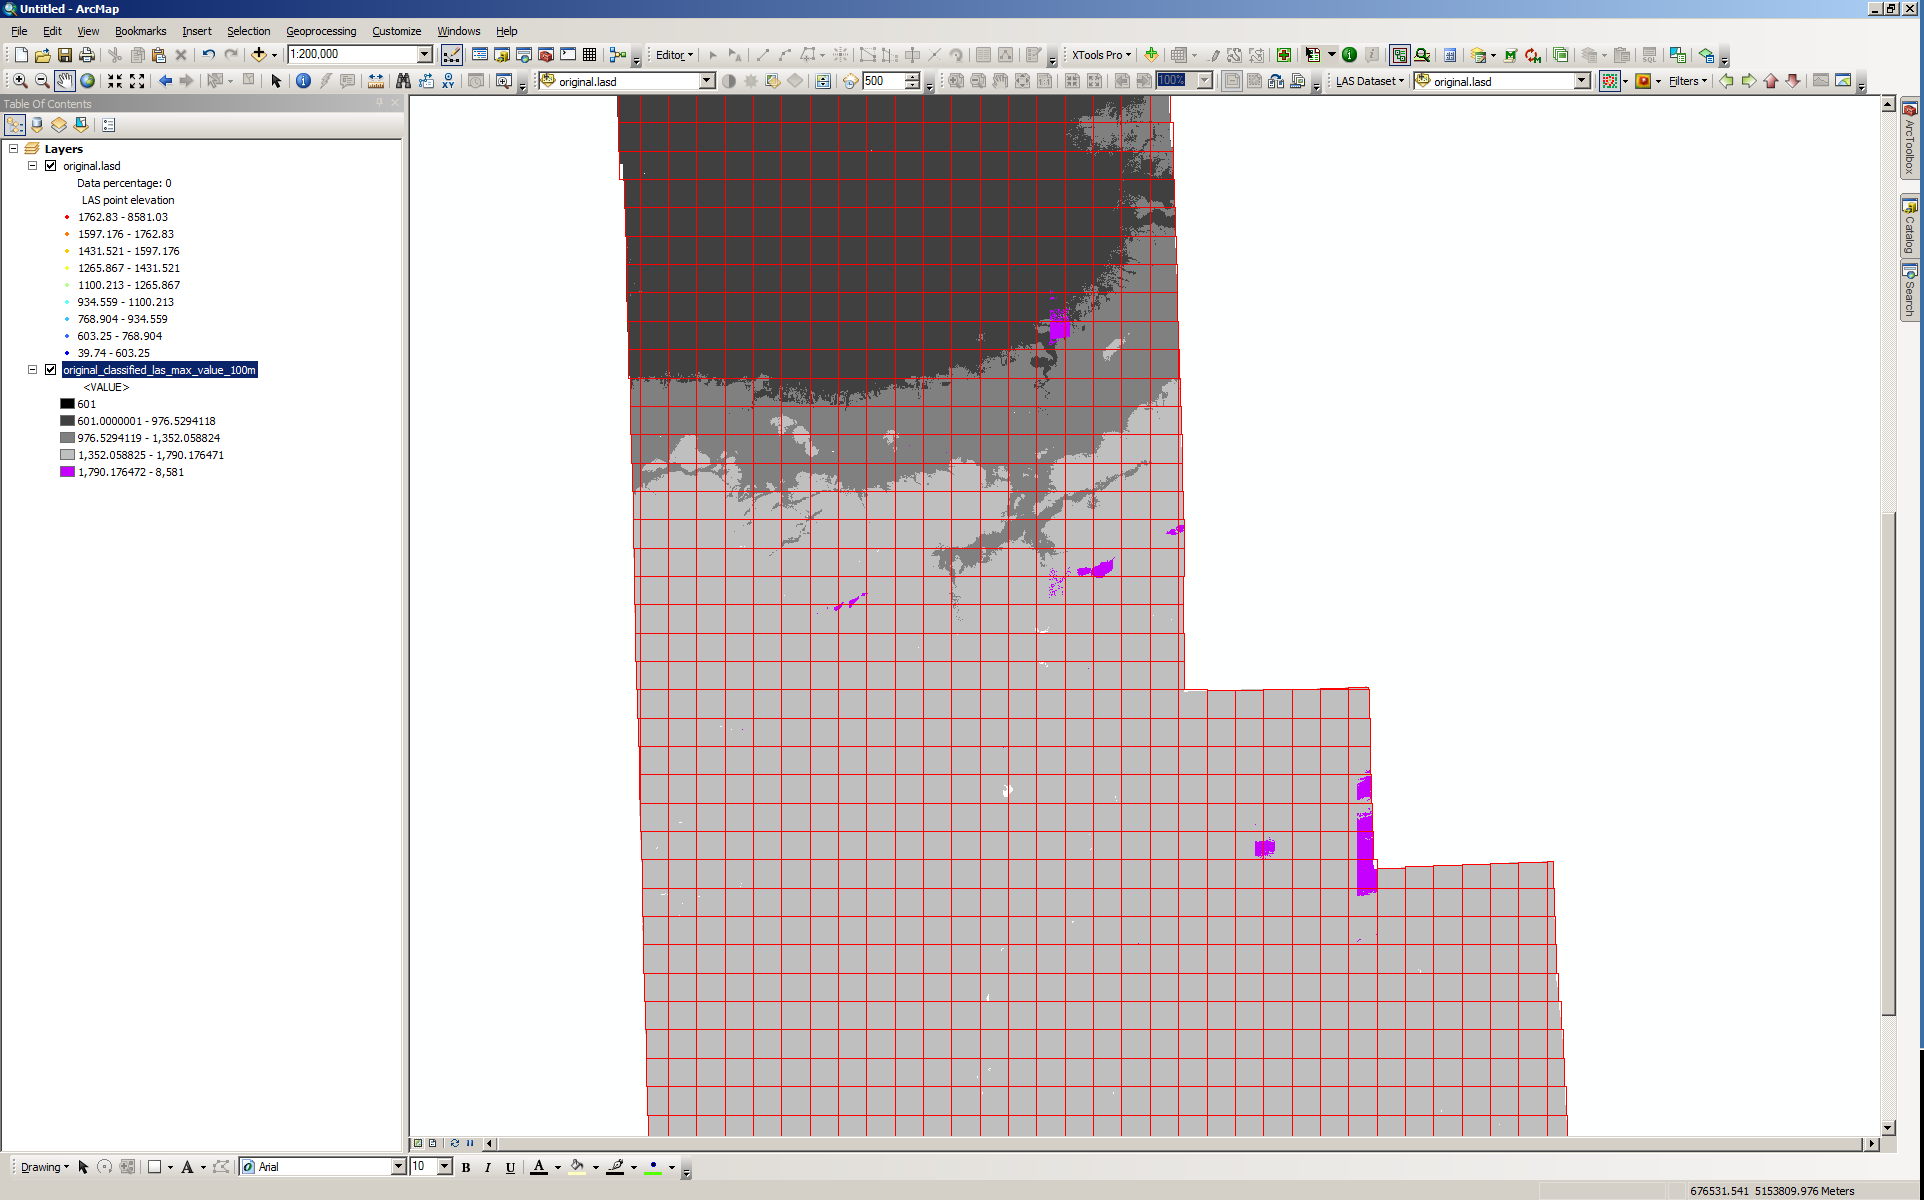 Untitled - ArcMap
File Edit View Bookmarks Insert Selection Geoprocessing Customize Windows Help
1:200,000 Editor XTools Pro
original.lasd 500 100% LAS Dataset original.lasd Filters
Table Of Contents
Layers
original.lasd
Data percentage: 0
LAS point elevation
1762.83 - 8581.03
1597.176 - 1762.83
1431.521 - 1597.176
1265.867 - 1431.521
1100.213 - 1265.867
934.559 - 1100.213
768.904 - 934.559
603.25 - 768.904
39.74 - 603.25
original_classified_las_max_value_100m
<VALUE>
601
601.0000001 - 976.5294118
976.5294119 - 1,352.058824
1,352.058825 - 1,790.176471
1,790.176472 - 8,581
ArcToolbox
Catalog
Search
Drawing A Arial 10 B I U A
676531.541 5153809.976 Meters